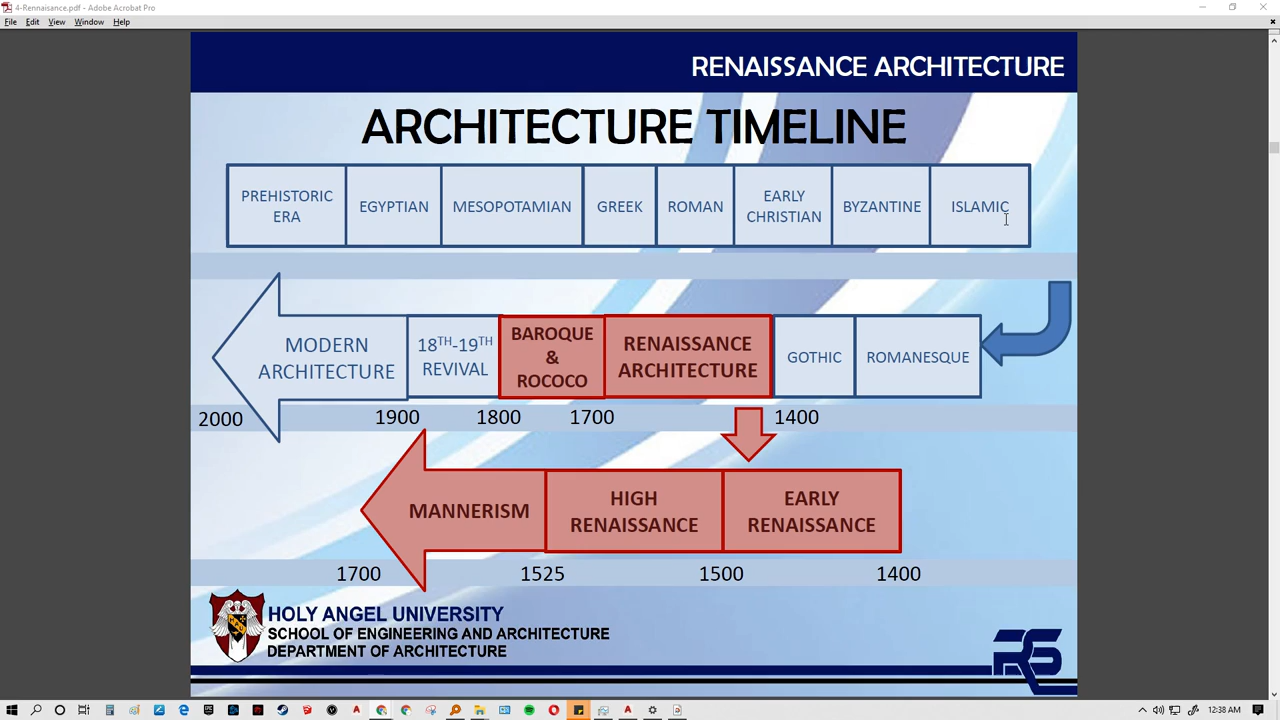 4-Rennaisance.pdf - Adobe Acrobat Pro
File Edit View Window Help
RENAISSANCE ARCHITECTURE
ARCHITECTURE TIMELINE
PREHISTORIC
ERA
EGYPTIAN
MESOPOTAMIAN
GREEK
ROMAN
EARLY
CHRISTIAN
BYZANTINE
ISLAMIC
MODERN
ARCHITECTURE
18TH-19TH
REVIVAL
BAROQUE
&
ROCOCO
RENAISSANCE
ARCHITECTURE
GOTHIC
ROMANESQUE
2000
1900
1800
1700
1400
MANNERISM
HIGH
RENAISSANCE
EARLY
RENAISSANCE
1700
1525
1500
1400
HOLY ANGEL UNIVERSITY
SCHOOL OF ENGINEERING AND ARCHITECTURE
DEPARTMENT OF ARCHITECTURE
RS
12:38 AM